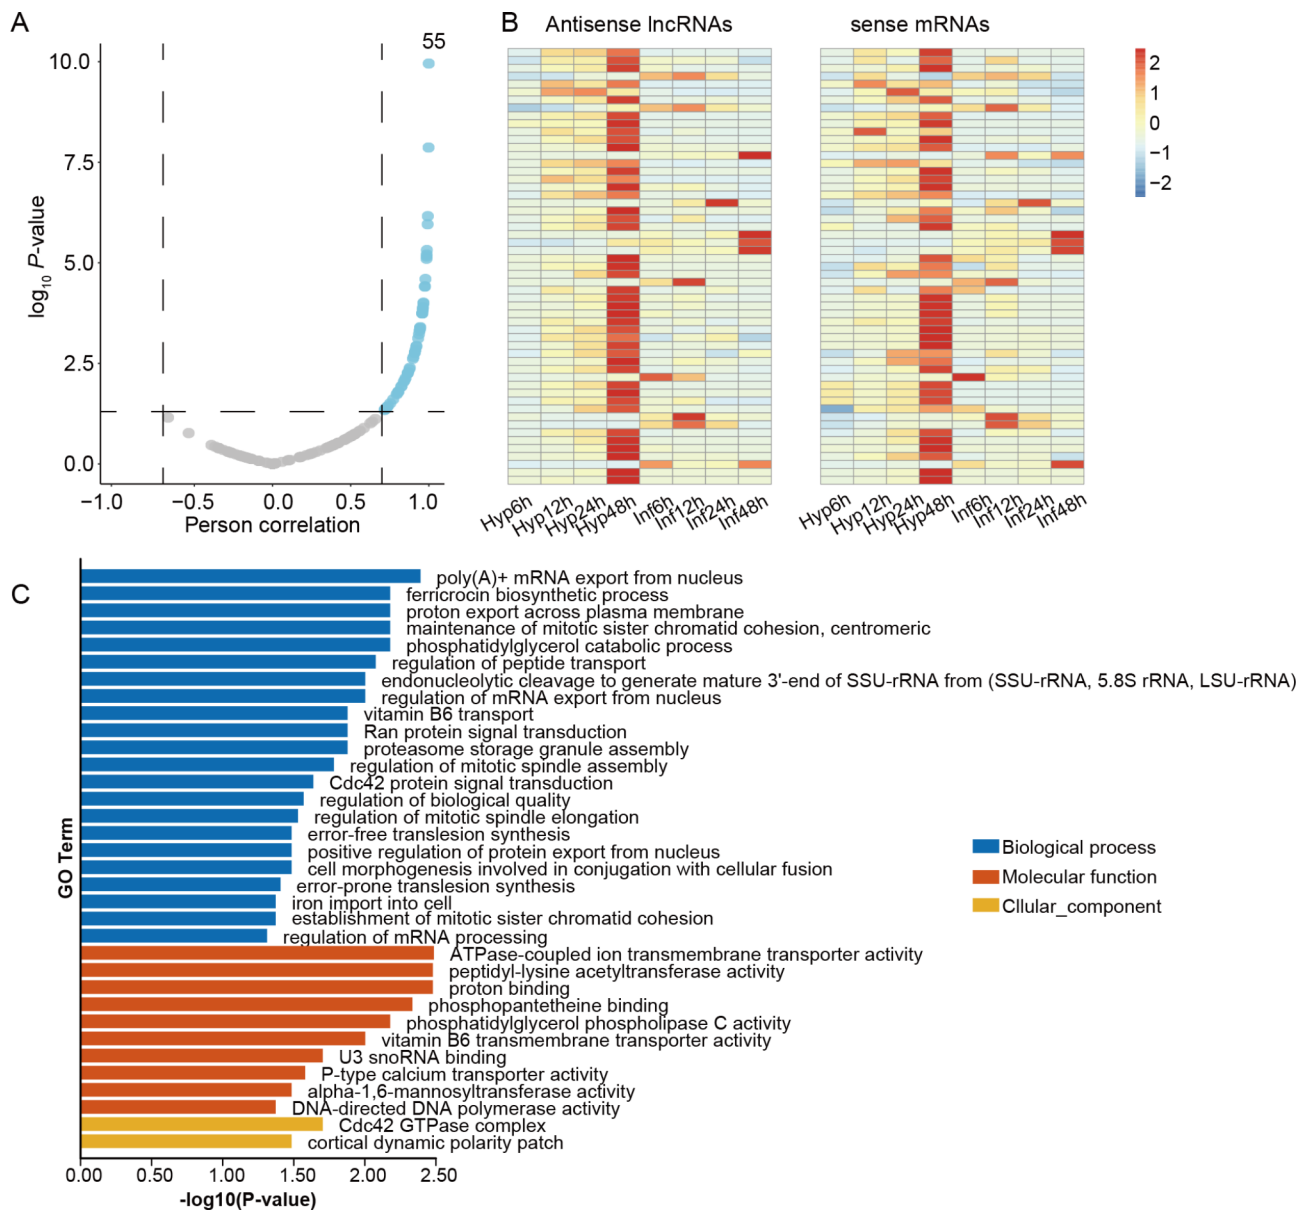 A
55
10.0
7.5
5.0
2.5
0.0
log10 P-value
−1.0
−0.5
0.0
0.5
1.0
Person correlation
B
Antisense lncRNAs
sense mRNAs
2
1
0
−1
−2
Hyp6h
Hyp12h
Hyp24h
Hyp48h
Inf6h
Inf12h
Inf24h
Inf48h
Hyp6h
Hyp12h
Hyp24h
Hyp48h
Inf6h
Inf12h
Inf24h
Inf48h
C
poly(A)+ mRNA export from nucleus
ferricrocin biosynthetic process
proton export across plasma membrane
maintenance of mitotic sister chromatid cohesion, centromeric
phosphatidylglycerol catabolic process
regulation of peptide transport
endonucleolytic cleavage to generate mature 3'-end of SSU-rRNA from (SSU-rRNA, 5.8S rRNA, LSU-rRNA)
regulation of mRNA export from nucleus
vitamin B6 transport
Ran protein signal transduction
proteasome storage granule assembly
regulation of mitotic spindle assembly
Cdc42 protein signal transduction
regulation of biological quality
regulation of mitotic spindle elongation
error-free translesion synthesis
positive regulation of protein export from nucleus
cell morphogenesis involved in conjugation with cellular fusion
error-prone translesion synthesis
iron import into cell
establishment of mitotic sister chromatid cohesion
regulation of mRNA processing
ATPase-coupled ion transmembrane transporter activity
peptidyl-lysine acetyltransferase activity
proton binding
phosphopantetheine binding
phosphatidylglycerol phospholipase C activity
vitamin B6 transmembrane transporter activity
U3 snoRNA binding
P-type calcium transporter activity
alpha-1,6-mannosyltransferase activity
DNA-directed DNA polymerase activity
Cdc42 GTPase complex
cortical dynamic polarity patch
GO Term
0.00
0.50
1.00
1.50
2.00
2.50
-log10(P-value)
Biological process
Molecular function
Cllular_component